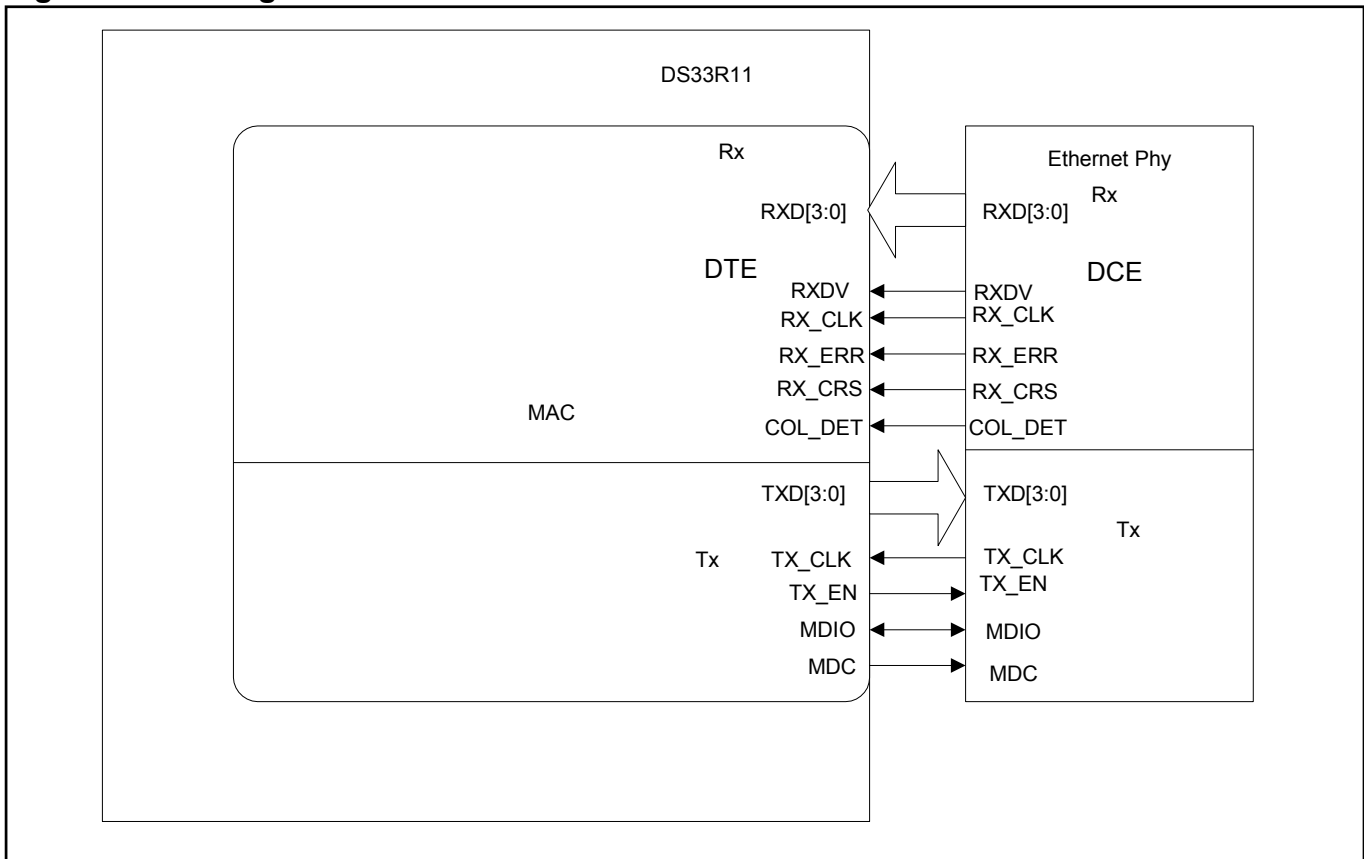 DS33R11
Rx
Ethernet Phy
Rx
RXD[3:0]
RXD[3:0]
DTE
DCE
RXDV
RXDV
RX_CLK
RX_CLK
RX_ERR
RX_ERR
RX_CRS
RX_CRS
MAC
COL_DET
COL_DET
TXD[3:0]
TXD[3:0]
Tx
Tx
TX_CLK
TX_CLK
TX_EN
TX_EN
MDIO
MDIO
MDC
MDC